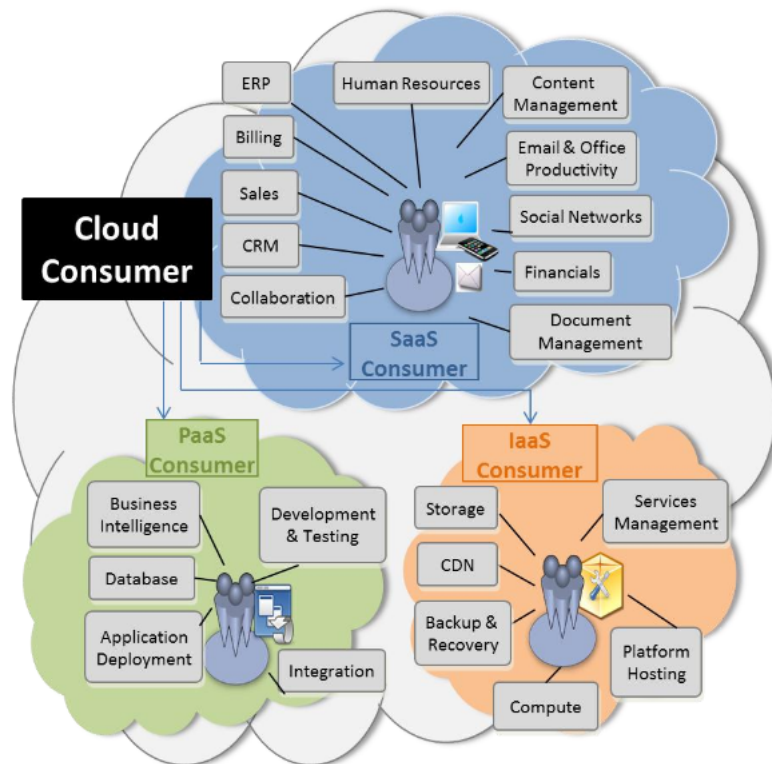 ERP
Human Resources
Content
Management
Billing
Email & Office
Productivity
Sales
Social Networks
Cloud
Consumer
CRM
Financials
Collaboration
Document
Management
SaaS
Consumer
PaaS
Consumer
IaaS
Consumer
Business
Intelligence
Development
& Testing
Database
Application
Deployment
Integration
Storage
Services
Management
CDN
Backup &
Recovery
Platform
Hosting
Compute